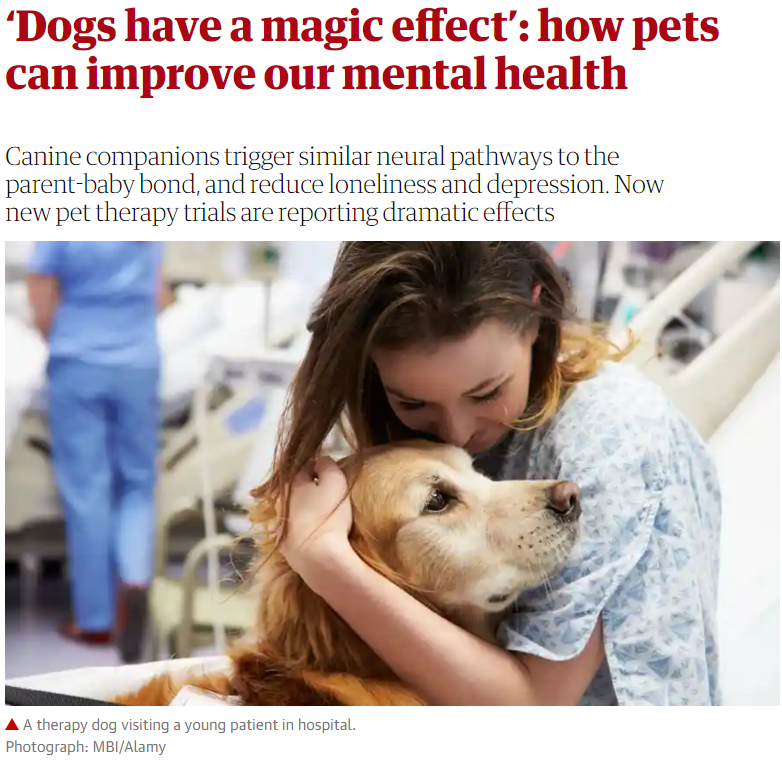 ‘Dogs have a magic effect’: how pets
can improve our mental health
Canine companions trigger similar neural pathways to the
parent-baby bond, and reduce loneliness and depression. Now
new pet therapy trials are reporting dramatic effects
A therapy dog visiting a young patient in hospital.
Photograph: MBI/Alamy